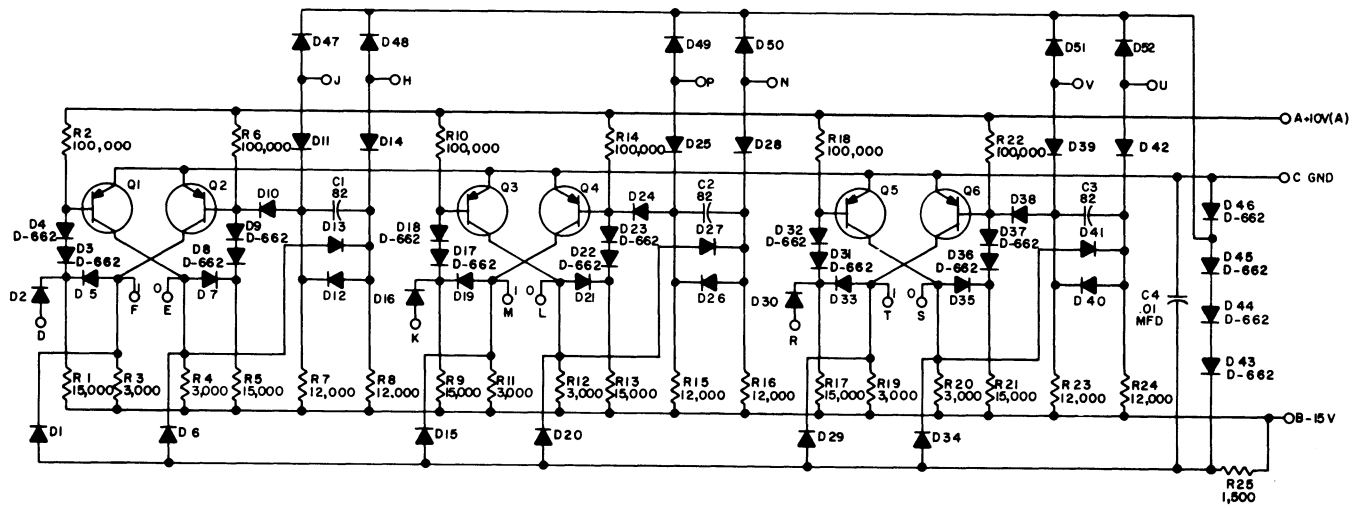 D47
D48
D49
D50
D51
D52
J
H
P
N
V
U
A+10V(A)
R2
100,000
R6
100,000
D11
D14
R10
100,000
R14
100,000
D25
D28
R18
100,000
R22
100,000
D39
D42
C GND
Q1
Q2
D10
C1
82
Q3
Q4
D24
C2
82
Q5
Q6
D38
C3
82
D46
D-662
D4
D-662
D3
D-662
D9
D-662
D8
D-662
D13
D18
D-662
D17
D-662
D23
D-662
D22
D-662
D27
D32
D-662
D31
D-662
D37
D-662
D36
D-662
D41
D45
D-662
D2
D
D5
1
F
0
E
D7
D12
D16
K
D19
1
M
0
L
D21
D26
D30
R
D33
1
T
0
S
D35
D40
C4
.01
MFD
D44
D-662
D43
D-662
R1
15,000
R3
3,000
R4
3,000
R5
15,000
R7
12,000
R8
12,000
R9
15,000
R11
3,000
R12
3,000
R13
15,000
R15
12,000
R16
12,000
R17
15,000
R19
3,000
R20
3,000
R21
15,000
R23
12,000
R24
12,000
B-15V
D1
D6
D15
D20
D29
D34
R25
1,500